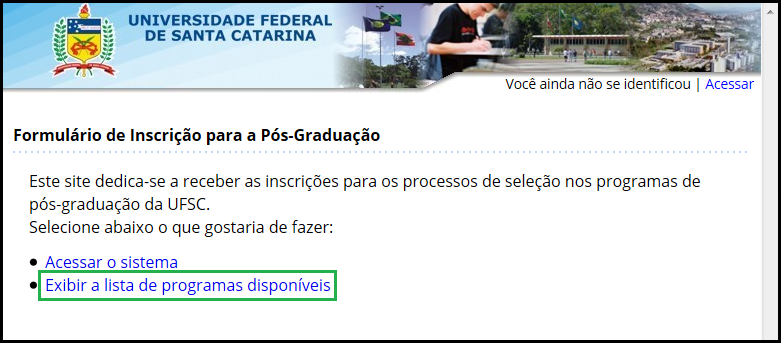 UNIVERSIDADE FEDERAL
DE SANTA CATARINA
Você ainda não se identificou | Acessar
Formulário de Inscrição para a Pós-Graduação
Este site dedica-se a receber as inscrições para os processos de seleção nos programas de
pós-graduação da UFSC.
Selecione abaixo o que gostaria de fazer:
Acessar o sistema
Exibir a lista de programas disponíveis